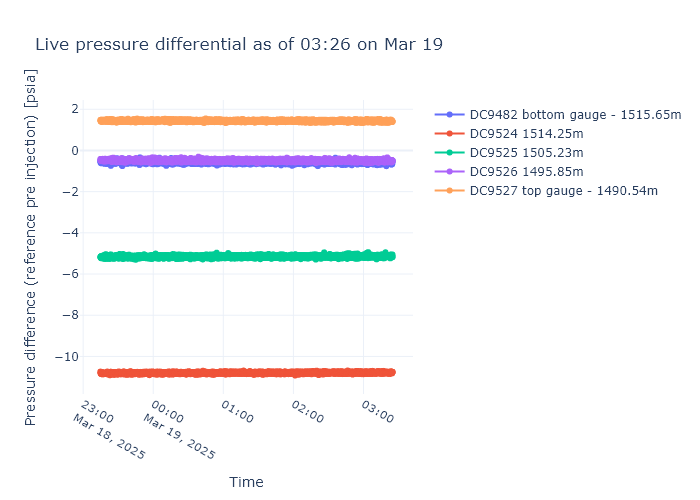 Live pressure differential as of 03:26 on Mar 19
Pressure difference (reference pre injection) [psia]
2
0
−2
−4
−6
−8
−10
23:00
Mar 18, 2025
00:00
Mar 19, 2025
01:00
02:00
03:00
Time
DC9482 bottom gauge - 1515.65m
DC9524 1514.25m
DC9525 1505.23m
DC9526 1495.85m
DC9527 top gauge - 1490.54m